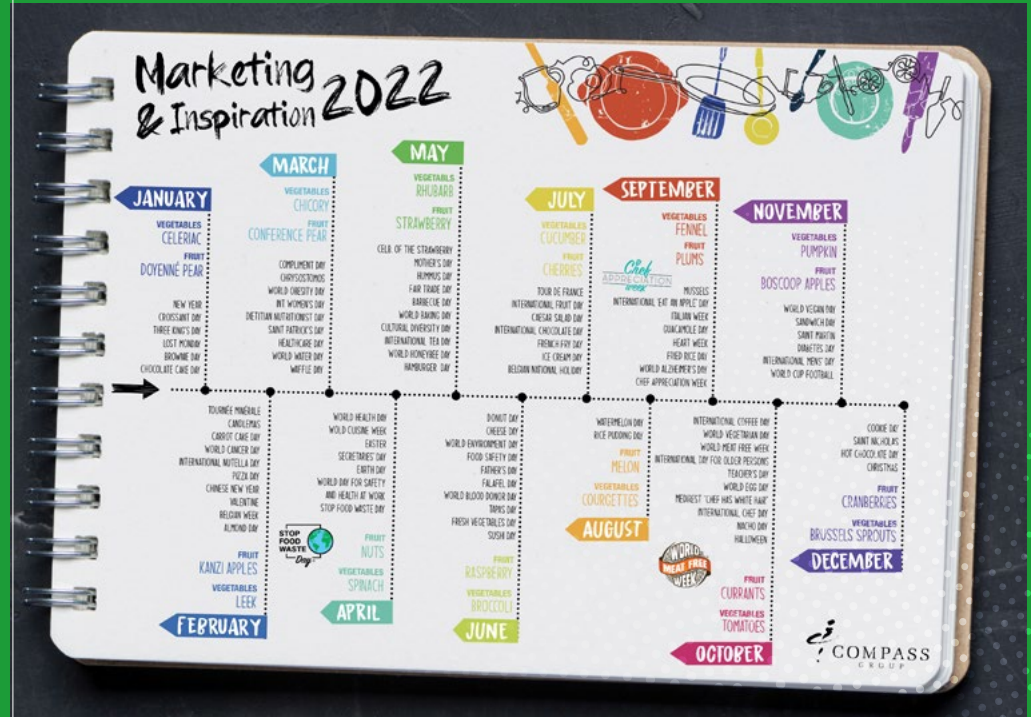 Marketing
& Inspiration 2022
JANUARY
VEGETABLES
CELERIAC
FRUIT
DOYENNÉ PEAR
NEW YEAR
CROISSANT DAY
THREE KING'S DAY
LOST MONDAY
BROWNIE DAY
CHOCOLATE CAKE DAY
TOURNÉE MINÉRALE
CANDLEMAS
CARROT CAKE DAY
WORLD CANCER DAY
INTERNATIONAL NUTELLA DAY
PIZZA DAY
CHINESE NEW YEAR
VALENTINE
BELGIAN WEEK
ALMOND DAY
FRUIT
KANZI APPLES
VEGETABLES
LEEK
FEBRUARY
MARCH
VEGETABLES
CHICORY
FRUIT
CONFERENCE PEAR
COMPLIMENT DAY
CHRYSOSTOMOS
WORLD OBESITY DAY
INT WOMEN'S DAY
DIETITIAN NUTRITIONIST DAY
SAINT PATRICK'S DAY
HEALTHCARE DAY
WORLD WATER DAY
WAFFLE DAY
WORLD HEALTH DAY
WOLD CUISINE WEEK
EASTER
SECRETARIES' DAY
EARTH DAY
WORLD DAY FOR SAFETY
AND HEALTH AT WORK
STOP FOOD WASTE DAY
STOP
FOOD
WASTE
Day
FRUIT
NUTS
VEGETABLES
SPINACH
APRIL
MAY
VEGETABLS
RHUBARB
FRUIT
STRAWBERRY
CELB. OF THE STRAWBERRY
MOTHER'S DAY
HUMMUS DAY
FAIR TRADE DAY
BARBECUE DAY
WORLD BAKING DAY
CULTURAL DIVERSITY DAY
INTERNATIONAL TEA DAY
WORLD HONEYBEE DAY
HAMBURGER DAY
DONUT DAY
CHEESE DAY
WORLD ENVIRONMENT DAY
FOOD SAFETY DAY
FATHER'S DAY
FALAFEL DAY
WORLD BLOOD DONOR DAY
TAPAS DAY
FRESH VEGETABLES DAY
SUSHI DAY
FRUIT
RASPBERRY
VEGETABLES
BROCCOLI
JUNE
JULY
VEGETABLES
CUCUMBER
FRUIT
CHERRIES
TOUR DE FRANCE
INTERNATIONAL FRUIT DAY
CAESAR SALAD DAY
INTERNATIONAL CHOCOLATE DAY
FRENCH FRY DAY
ICE CREAM DAY
BELGIAN NATIONAL HOLIDAY
WATERMELON DAY
RICE PUDDING DAY
FRUIT
MELON
VEGETABLES
COURGETTES
AUGUST
SEPTEMBER
VEGETABLES
FENNEL
FRUIT
PLUMS
Chef
APPRECIATION
week
MUSSELS
INTERNATIONAL 'EAT AN APPLE' DAY
ITALIAN WEEK
GUACAMOLE DAY
HEART WEEK
FRIED RICE DAY
WORLD ALZHEIMER'S DAY
CHEF APPRECIATION WEEK
INTERNATIONAL COFFEE DAY
WORLD VEGETARIAN DAY
WORLD MEAT FREE WEEK
INTERNATIONAL DAY FOR OLDER PERSONS
TEACHER'S DAY
WORLD EGG DAY
MEDIREST 'CHEF HAS WHITE HAIR'
INTERNATIONAL CHEF DAY
NACHO DAY
HALLOWEEN
WORLD
MEAT FREE
WEEK
FRUIT
CURRANTS
VEGETABLES
TOMATOES
OCTOBER
NOVEMBER
VEGETABLES
PUMPKIN
FRUIT
BOSCOOP APPLES
WORLD VEGAN DAY
SANDWICH DAY
SAINT MARTIN
DIABETES DAY
INTERNATIONAL MENS' DAY
WORLD CUP FOOTBALL
COOKIE DAY
SAINT NICHOLAS
HOT CHOCOLATE DAY
CHRISTMAS
FRUIT
CRANBERRIES
VEGETABLES
BRUSSELS SPROUTS
DECEMBER
COMPASS
GROUP